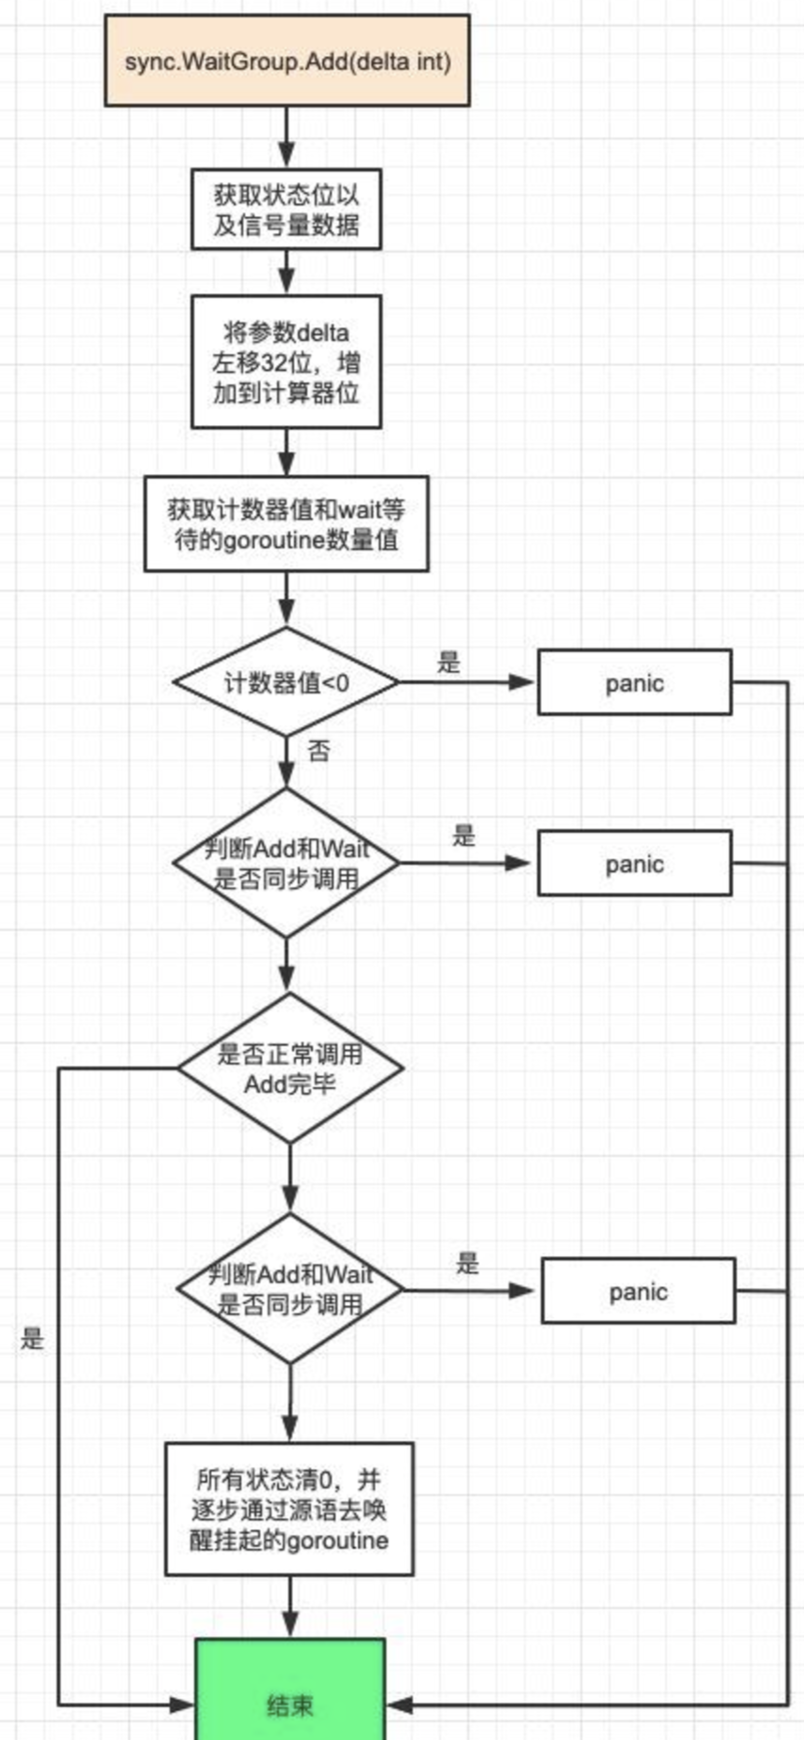 sync.WaitGroup.Add(delta int)
获取状态位以
及信号量数据
将参数delta
左移32位，增
加到计算器位
获取计数器值和wait等
待的goroutine数量值
计数器值<0
是
panic
否
判断Add和Wait
是否同步调用
是
panic
是否正常调用
Add完毕
判断Add和Wait
是否同步调用
是
panic
是
所有状态清0，并
逐步通过源语去唤
醒挂起的goroutine
结束